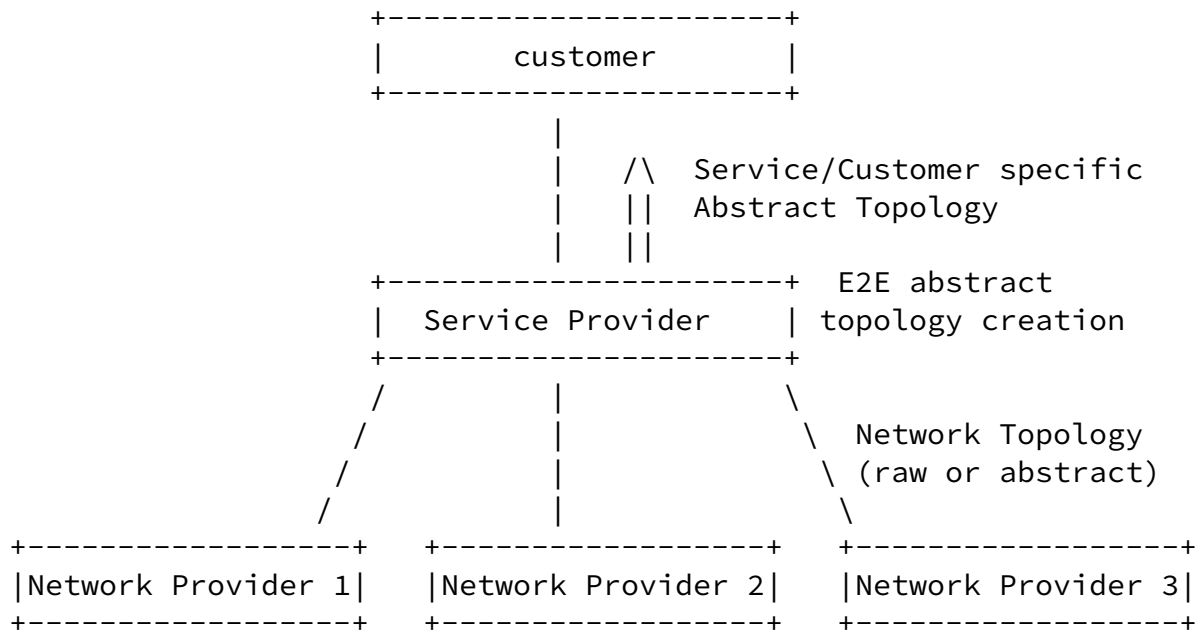 customer
Service/Customer specific
Abstract Topology
E2E abstract
Service Provider topology creation
Network Topology
(raw or abstract)
Network Provider 1 Network Provider 2 Network Provider 3